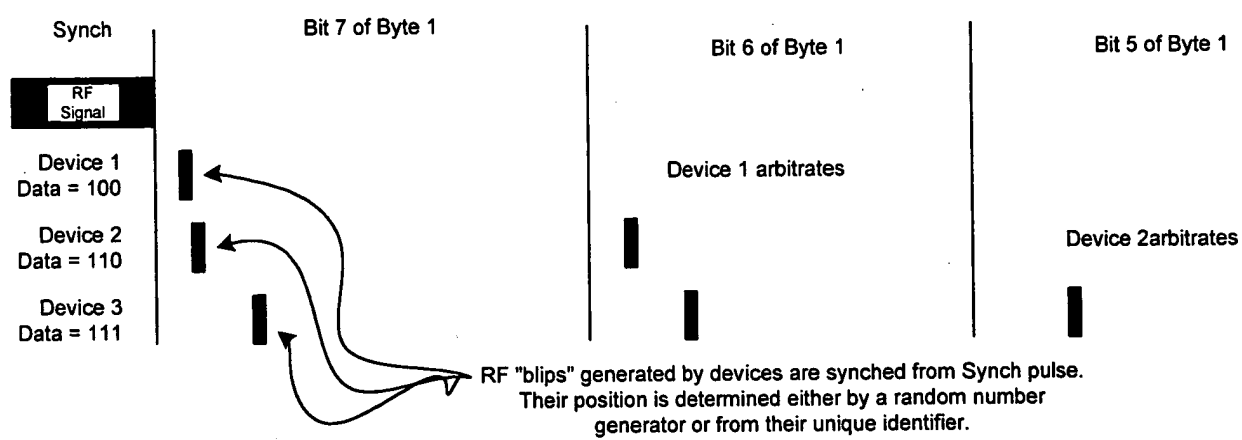 Synch
Bit 7 of Byte 1
Bit 6 of Byte 1
Bit 5 of Byte 1
RF
Signal
Device 1
Data = 100
Device 1 arbitrates
Device 2
Data = 110
Device 2arbitrates
Device 3
Data = 111
RF "blips" generated by devices are synched from Synch pulse.
Their position is determined either by a random number
generator or from their unique identifier.